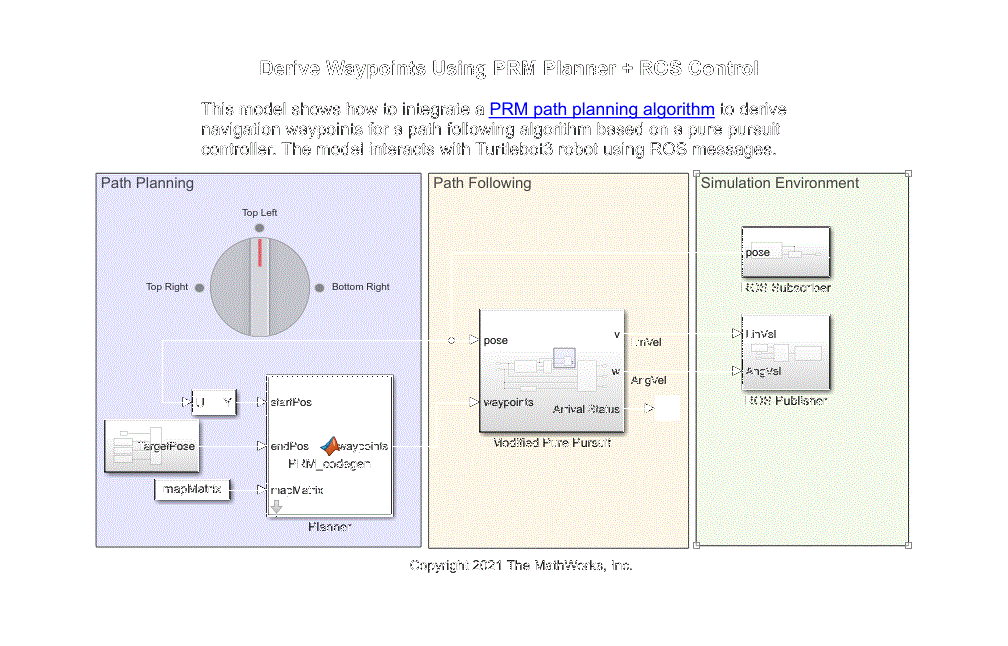 Derive Waypoints Using PRM Planner + ROS Control
This model shows how to integrate a PRM path planning algorithm to derive
navigation waypoints for a path following algorithm based on a pure pursuit
controller. The model interacts with Turtlebot3 robot using ROS messages.
Path Planning
Top Left
Top Right
Bottom Right
U Y
TargetPose
mapMatrix
startPos
endPos
waypoints
PRM_codegen
mapMatrix
Planner
Path Following
pose
waypoints
v
w
Arrival Status
Modified Pure Pursuit
LinVel
AngVel
Simulation Environment
pose
ROS Subscriber
LinVal
AngVal
ROS Publisher
Copyright 2021 The MathWorks, Inc.